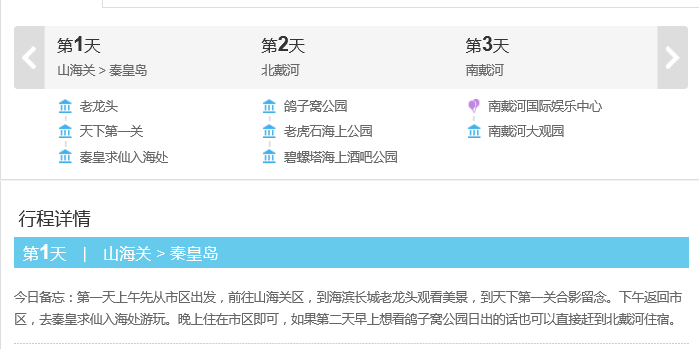 第1天 第2天 第3天
山海关 > 秦皇岛 北戴河 南戴河
老龙头 鸽子窝公园 南戴河国际娱乐中心
天下第一关 老虎石海上公园 南戴河大观园
秦皇求仙入海处 碧螺塔海上酒吧公园
行程详情
第1天 | 山海关 > 秦皇岛
今日备忘：第一天上午先从市区出发，前往山海关区，到海滨长城老龙头观看美景，到天下第一关合影留念。下午返回市
区，去秦皇求仙入海处游玩。晚上住在市区即可，如果第二天早上想看鸽子窝公园日出的话也可以直接赶到北戴河住宿。